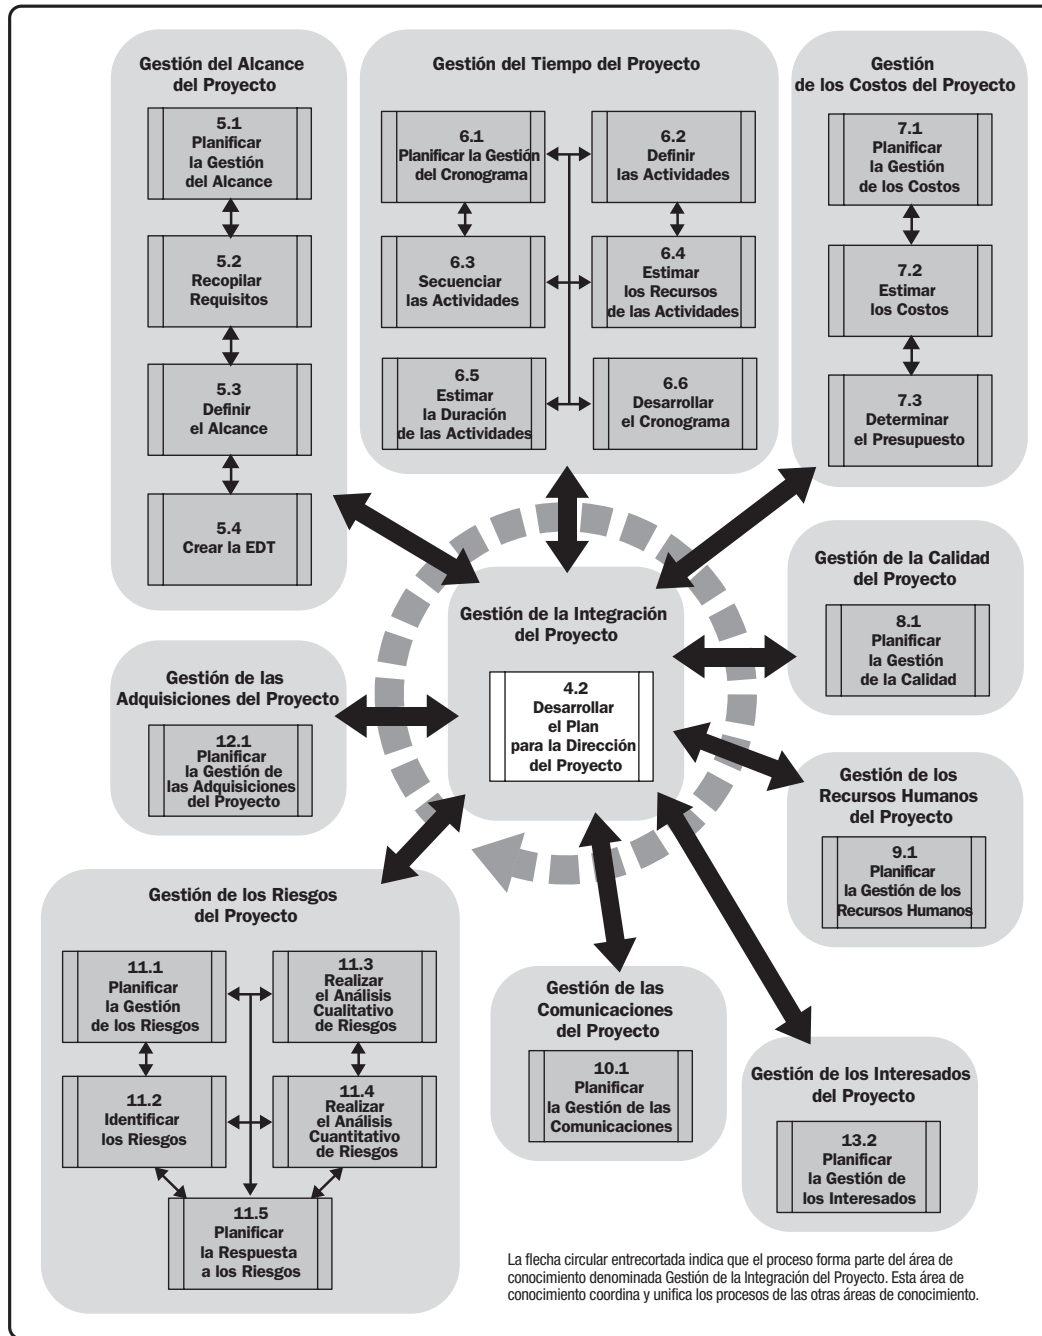 Gestión del Alcance
del Proyecto
5.1
Planificar
la Gestión
del Alcance
5.2
Recopilar
Requisitos
5.3
Definir
el Alcance
5.4
Crear la EDT
Gestión del Tiempo del Proyecto
6.1
Planificar la Gestión
del Cronograma
6.2
Definir
las Actividades
6.3
Secuenciar
las Actividades
6.4
Estimar
los Recursos
de las Actividades
6.5
Estimar
la Duración
de las Actividades
6.6
Desarrollar
el Cronograma
Gestión
de los Costos del Proyecto
7.1
Planificar
la Gestión
de los Costos
7.2
Estimar
los Costos
7.3
Determinar
el Presupuesto
Gestión de la Integración
del Proyecto
4.2
Desarrollar
el Plan
para la Dirección
del Proyecto
Gestión de la Calidad
del Proyecto
8.1
Planificar
la Gestión
de la Calidad
Gestión de las
Adquisiciones del Proyecto
12.1
Planificar
la Gestión de
las Adquisiciones
del Proyecto
Gestión de los
Recursos Humanos
del Proyecto
9.1
Planificar
la Gestión de los
Recursos Humanos
Gestión de los Riesgos
del Proyecto
11.1
Planificar
la Gestión
de los Riesgos
11.3
Realizar
el Análisis
Cualitativo
de Riesgos
11.2
Identificar
los Riesgos
11.4
Realizar
el Análisis
Cuantitativo
de Riesgos
11.5
Planificar
la Respuesta
a los Riesgos
Gestión de las
Comunicaciones
del Proyecto
10.1
Planificar
la Gestión de las
Comunicaciones
Gestión de los Interesados
del Proyecto
13.2
Planificar
la Gestión de
los Interesados
La flecha circular entrecortada indica que el proceso forma parte del área de
conocimiento denominada Gestión de la Integración del Proyecto. Esta área de
conocimiento coordina y unifica los procesos de las otras áreas de conocimiento.